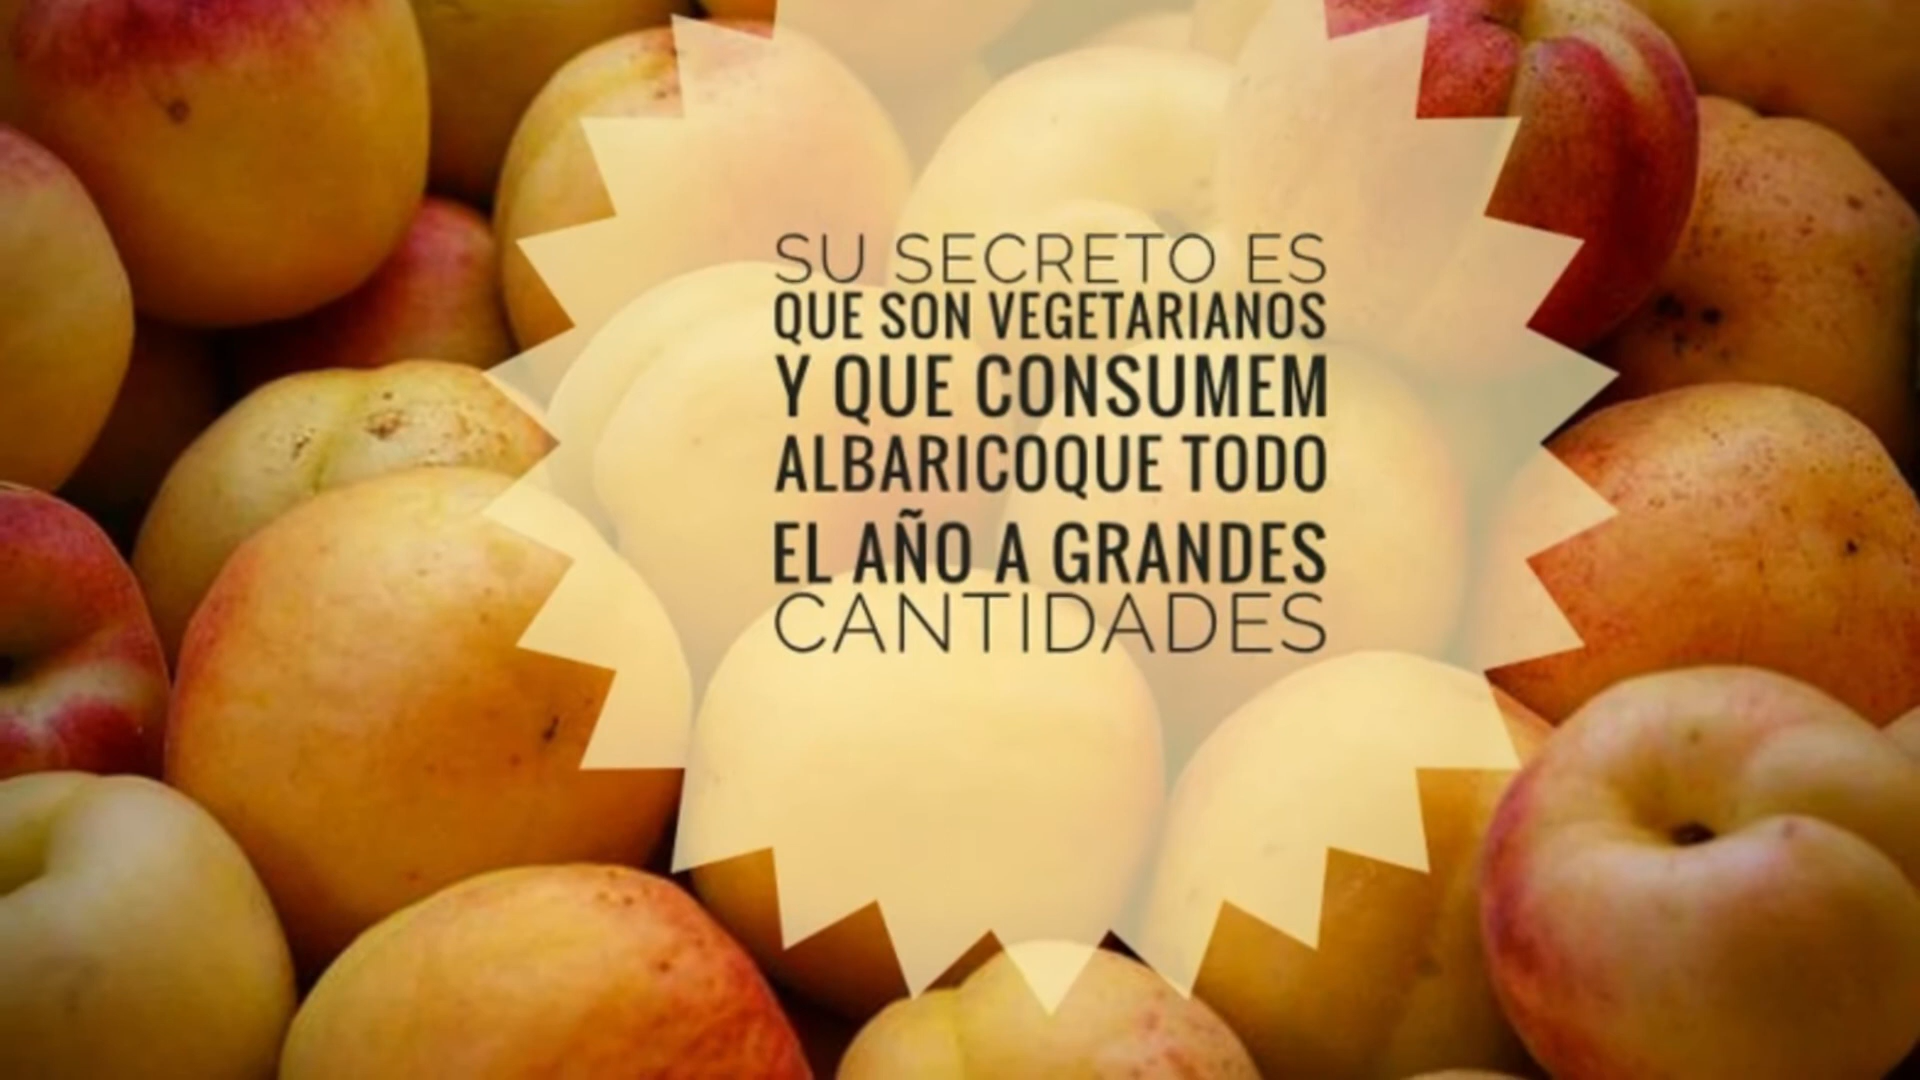 SU SECRETO ES
QUE SON VEGETARIANOS
Y QUE CONSUMEM
ALBARICOQUE TODO
EL AÑO A GRANDES
CANTIDADES